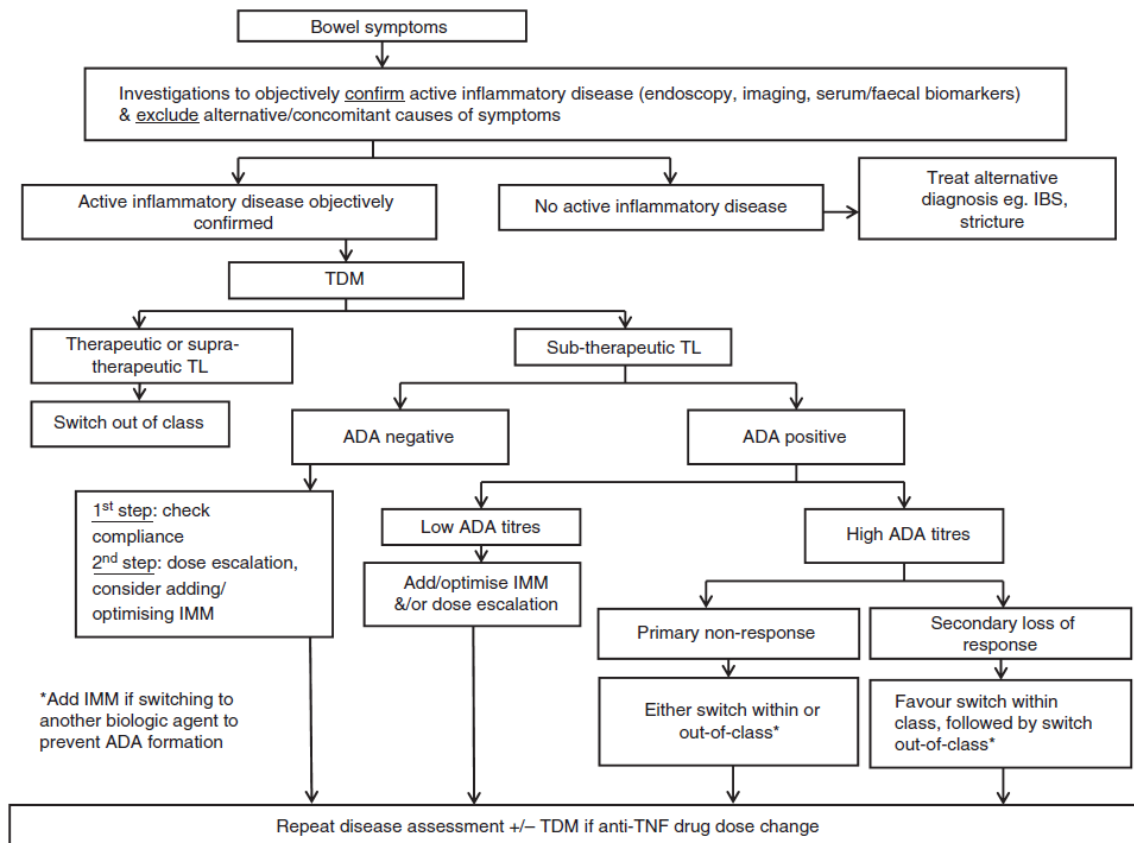 Bowel symptoms
Investigations to objectively confirm active inflammatory disease (endoscopy, imaging, serum/faecal biomarkers)
& exclude alternative/concomitant causes of symptoms
Active inflammatory disease objectively
confirmed
No active inflammatory disease
Treat alternative
diagnosis eg. IBS,
stricture
TDM
Therapeutic or supra-
therapeutic TL
Sub-therapeutic TL
Switch out of class
ADA negative
ADA positive
1st step: check
compliance
2nd step: dose escalation,
consider adding/
optimising IMM
Low ADA titres
High ADA titres
Add/optimise IMM
&/or dose escalation
Primary non-response
Secondary loss of
response
*Add IMM if switching to
another biologic agent to
prevent ADA formation
Either switch within or
out-of-class*
Favour switch within
class, followed by switch
out-of-class*
Repeat disease assessment +/– TDM if anti-TNF drug dose change